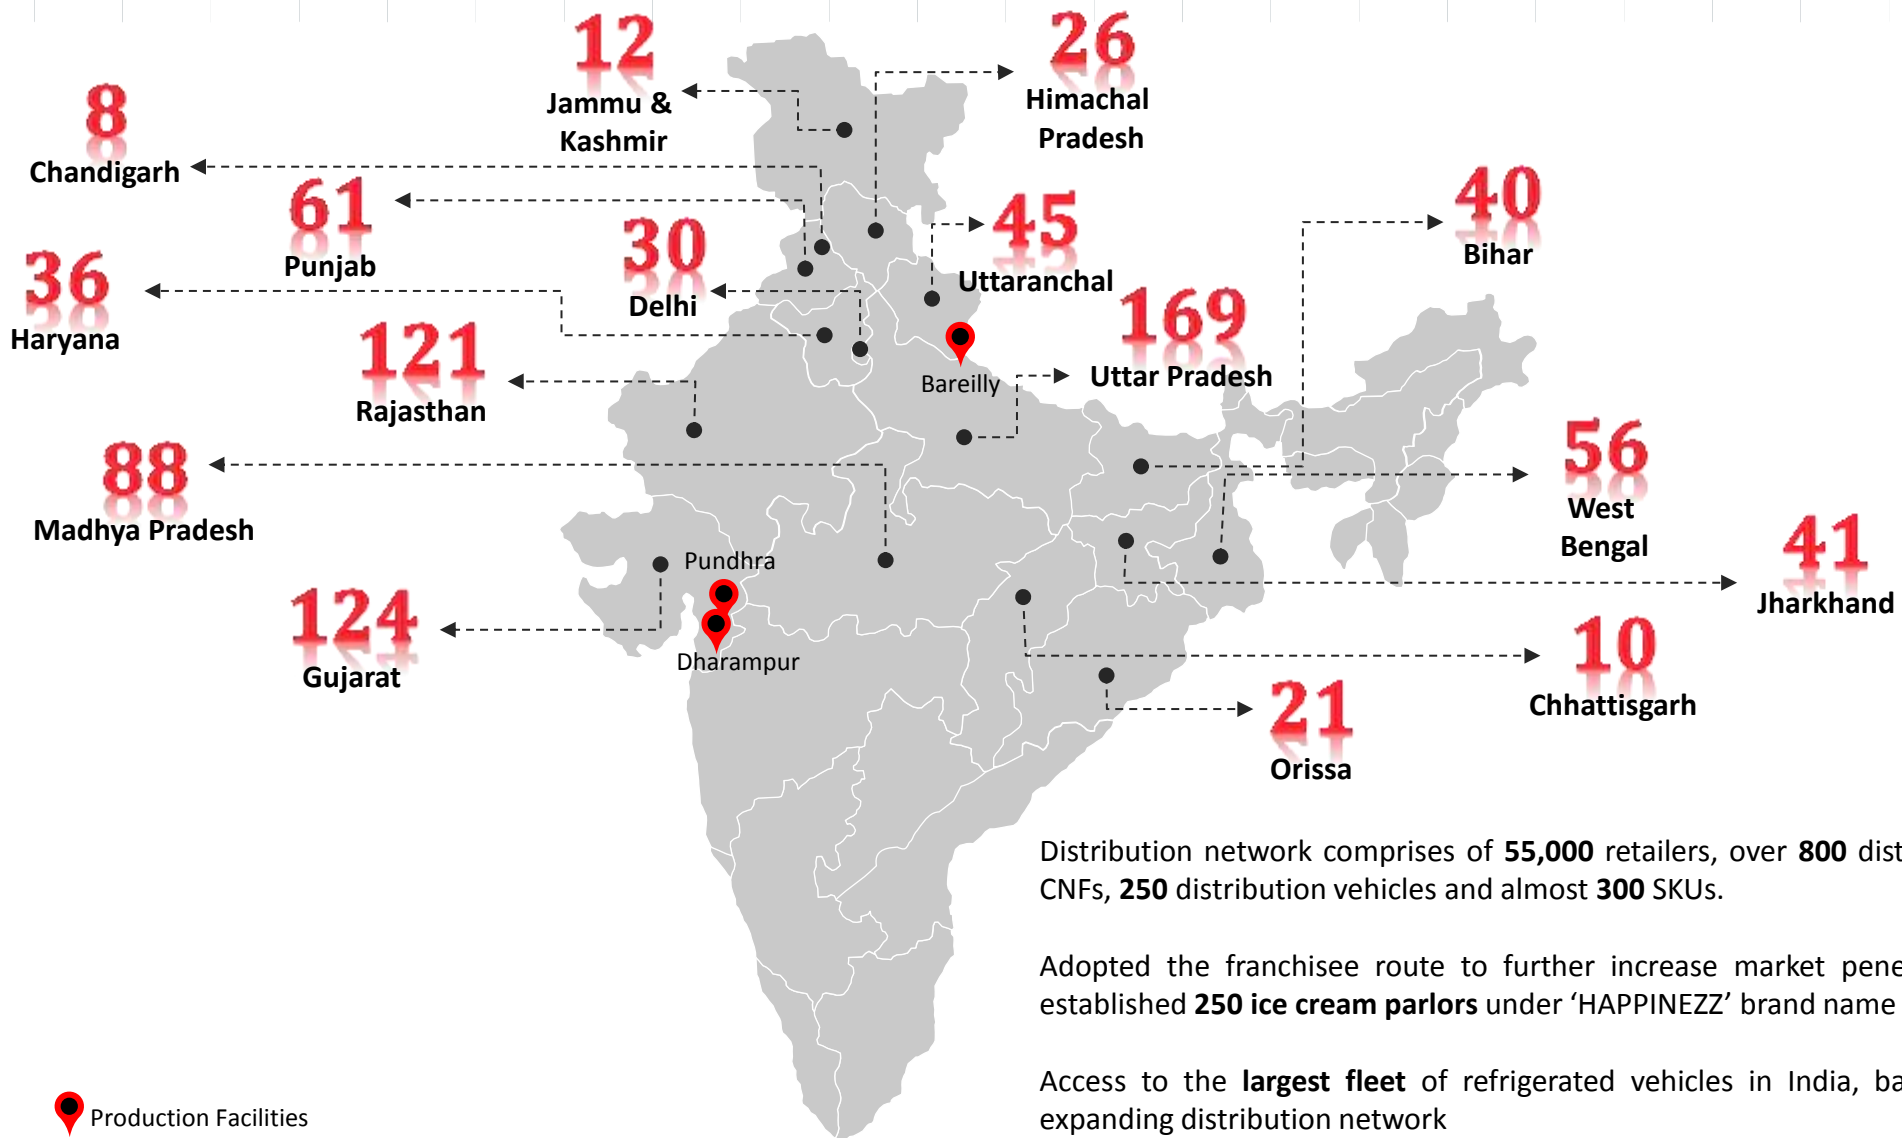 12
Jammu &
Kashmir
26
Himachal
Pradesh
8
Chandigarh
61
Punjab
30
Delhi
45
Uttaranchal
40
Bihar
36
Haryana
121
Rajasthan
169
Uttar Pradesh
Bareilly
88
Madhya Pradesh
56
West
Bengal
41
Jharkhand
Pundhra
Dharampur
124
Gujarat
10
Chhattisgarh
21
Orissa
Distribution network comprises of 55,000 retailers, over 800 dist
CNFs, 250 distribution vehicles and almost 300 SKUs.
Adopted the franchisee route to further increase market pene
established 250 ice cream parlors under ‘HAPPINEZZ’ brand name
Access to the largest fleet of refrigerated vehicles in India, ba
expanding distribution network
Production Facilities